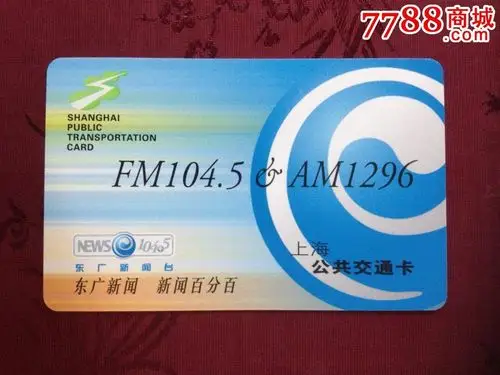 7788商城
.com
SHANGHAI
PUBLIC
TRANSPORTATION
CARD
FM104.5 & AM1296
NEWS 104.5
东广新闻台
东广新闻 新闻百分百
上海
公共交通卡